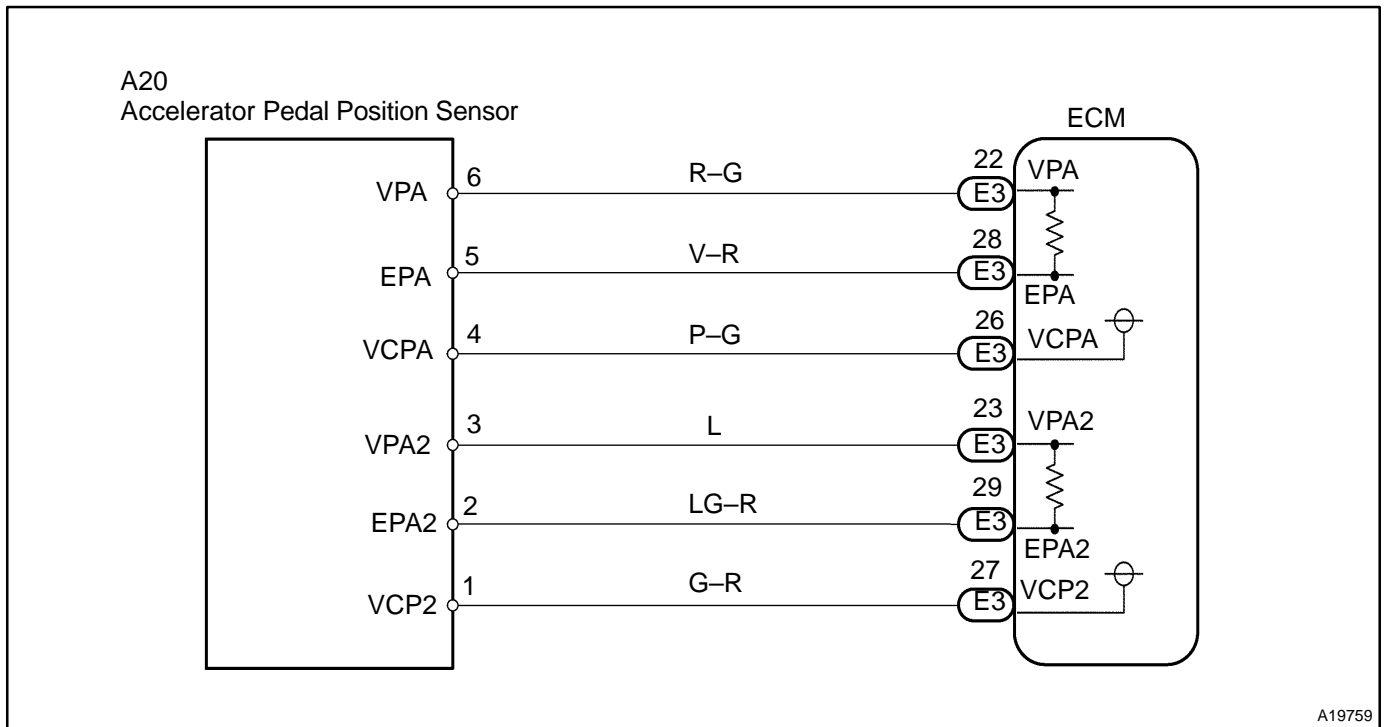 A20
Accelerator Pedal Position Sensor
ECM
VPA 6 R–G 22 E3 VPA
EPA 5 V–R 28 E3 EPA
VCPA 4 P–G 26 E3 VCPA
VPA2 3 L 23 E3 VPA2
EPA2 2 LG–R 29 E3 EPA2
VCP2 1 G–R 27 E3 VCP2
A19759